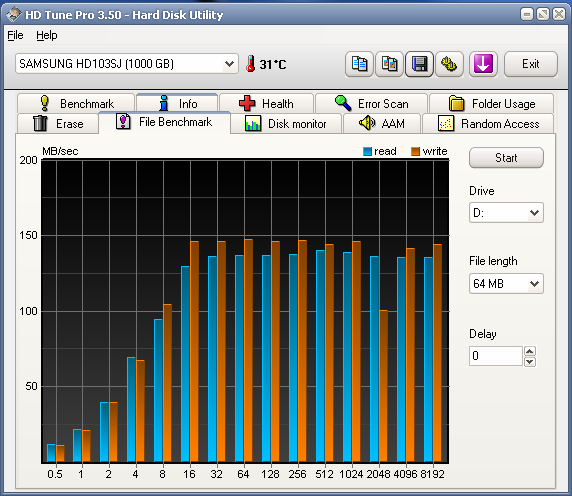 HD Tune Pro 3.50 - Hard Disk Utility
File Help
SAMSUNG HD103SJ (1000 GB) 31°C Exit
Benchmark Info Health Error Scan Folder Usage
Erase File Benchmark Disk monitor AAM Random Access
MB/sec read write
200
150
100
50
0.5 1 2 4 8 16 32 64 128 256 512 1024 2048 4096 8192
Start
Drive
D:
File length
64 MB
Delay
0